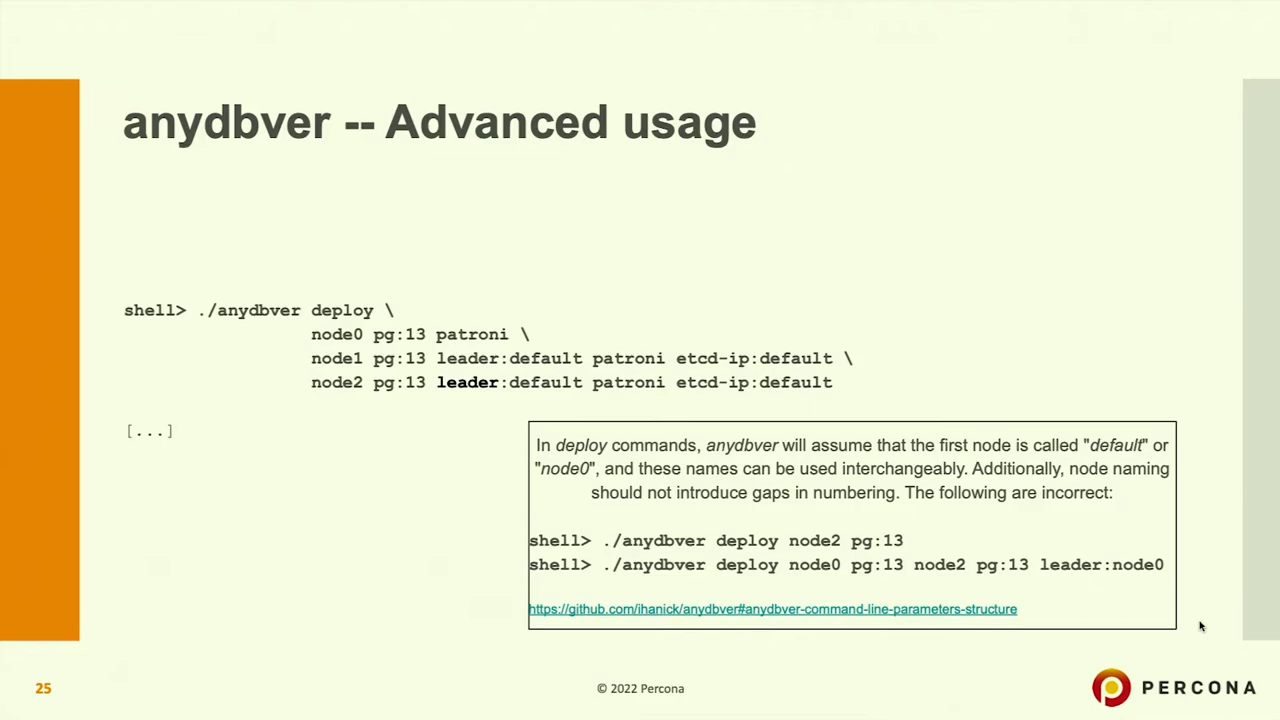 anydbver -- Advanced usage
shell> ./anydbver deploy \
node0 pg:13 patroni \
node1 pg:13 leader:default patroni etcd-ip:default \
node2 pg:13 leader:default patroni etcd-ip:default
[...]
In deploy commands, anydbver will assume that the first node is called "default" or
"node0", and these names can be used interchangeably. Additionally, node naming
should not introduce gaps in numbering. The following are incorrect:
shell> ./anydbver deploy node2 pg:13
shell> ./anydbver deploy node0 pg:13 node2 pg:13 leader:node0
https://github.com/ihanick/anydbver#anydbver-command-line-parameters-structure
25
© 2022 Percona
PERCONA